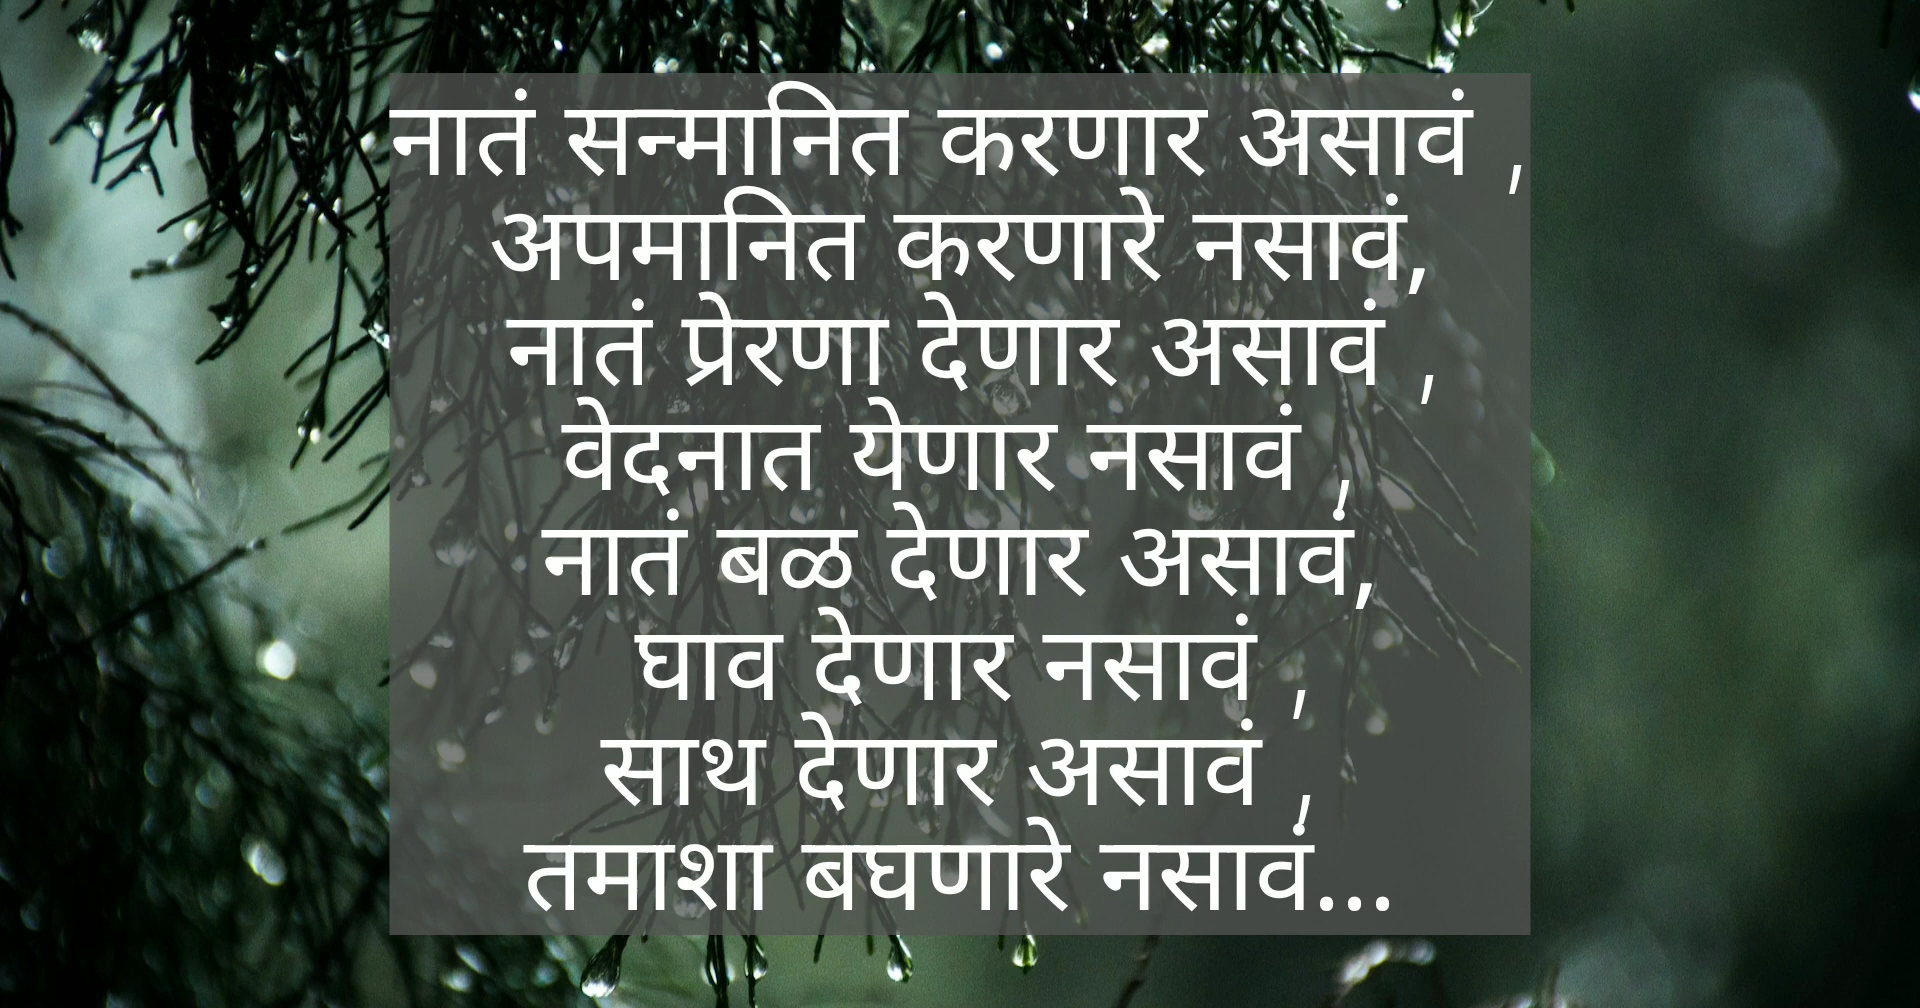 नातं सन्मानित करणार असावं ,
अपमानित करणारे नसावं,
नातं प्रेरणा देणार असावं ,
वेदनात येणार नसावं ,
नातं बळ देणार असावं,
घाव देणार नसावं ,
साथ देणार असावं ,
तमाशा बघणारे नसावं...